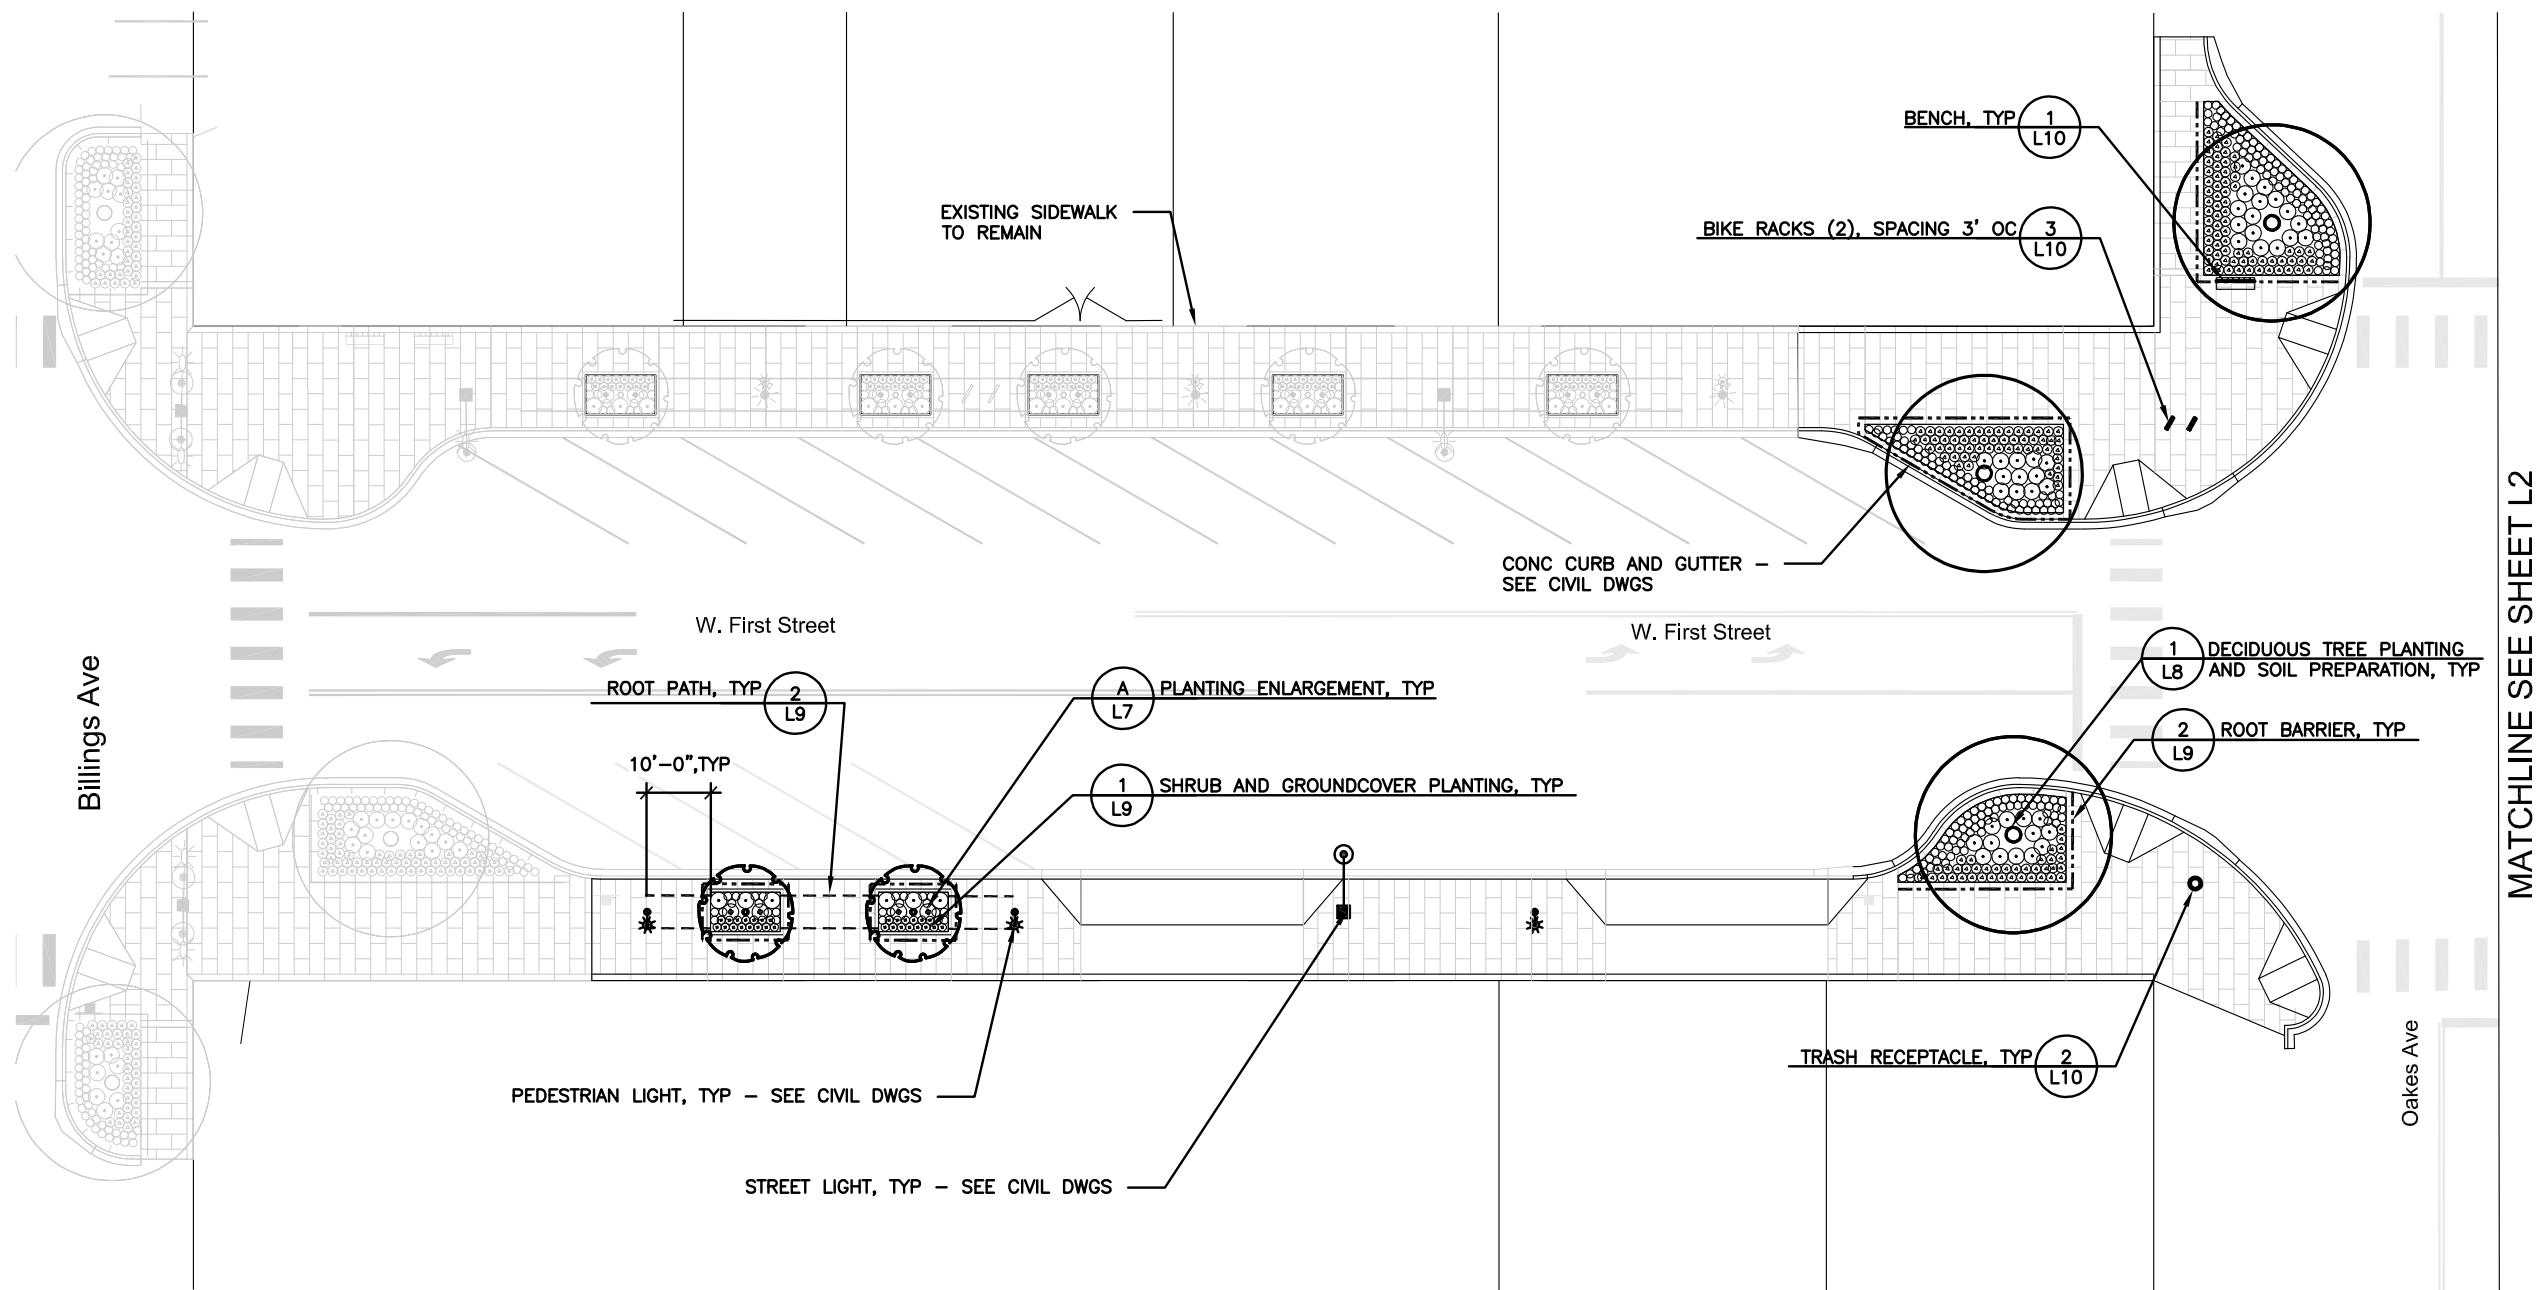 BENCH, TYP
1
L10
EXISTING SIDEWALK
TO REMAIN
BIKE RACKS (2), SPACING 3' OC
3
L10
CONC CURB AND GUTTER –
SEE CIVIL DWGS
W. First Street
W. First Street
MATCHLINE SEE SHEET L2
Billings Ave
1
L8
DECIDUOUS TREE PLANTING
AND SOIL PREPARATION, TYP
ROOT PATH, TYP
2
L9
A
L7
PLANTING ENLARGEMENT, TYP
2
L9
ROOT BARRIER, TYP
10'–0",TYP
1
L9
SHRUB AND GROUNDCOVER PLANTING, TYP
TRASH RECEPTACLE, TYP
2
L10
Oakes Ave
PEDESTRIAN LIGHT, TYP – SEE CIVIL DWGS
STREET LIGHT, TYP – SEE CIVIL DWGS